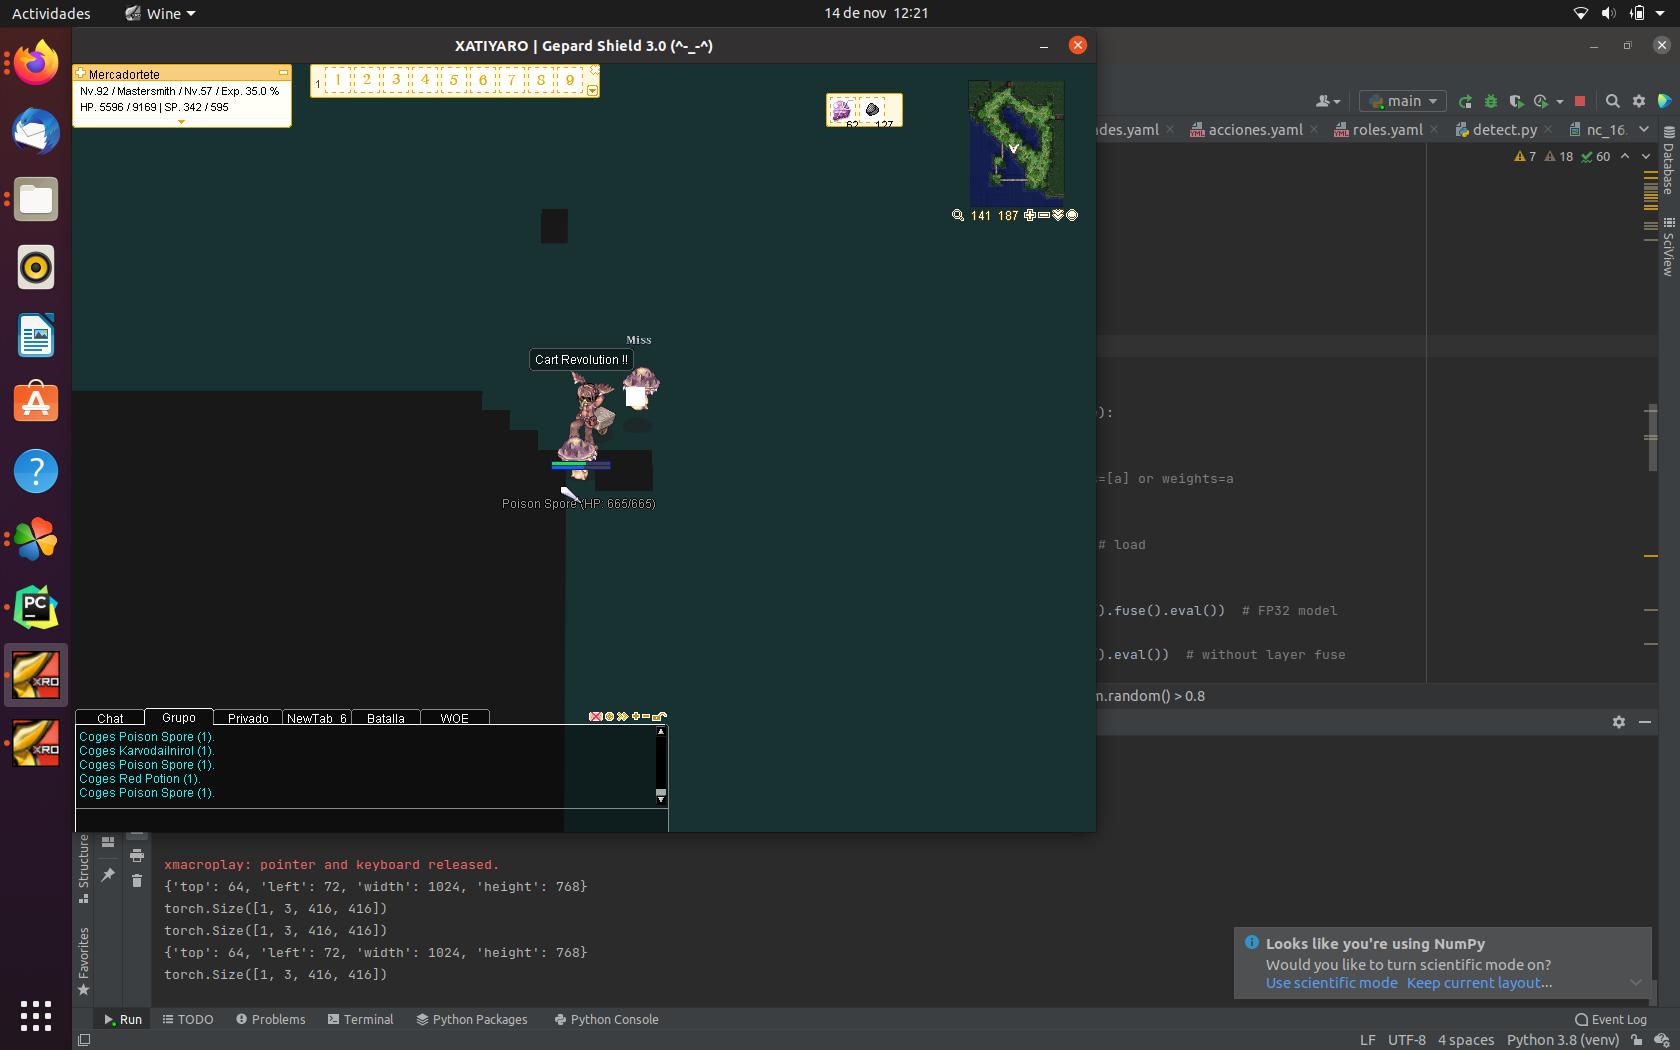 Actividades
Wine
14 de nov 12:21
XATIYARO | Gepard Shield 3.0 (^-_-^)
Mercadortete
Nv.92 / Mastersmith / Nv.57 / Exp. 35.0 %
HP. 5596 / 9169 | SP. 342 / 595
1 1 2 3 4 5 6 7 8 9
62 127
141 187
main
des.yaml
acciones.yaml
roles.yaml
detect.py
nc_16.
7 18 60
Database
SciView
Miss
Cart Revolution !!
Poison Spore (HP: 665/665)
):
=[a] or weights=a
# load
).fuse().eval()) # FP32 model
).eval()) # without layer fuse
m.random() > 0.8
Chat Grupo Privado NewTab_6 Batalla WOE
Coges Poison Spore (1).
Coges Karvodailnirol (1).
Coges Poison Spore (1).
Coges Red Potion (1).
Coges Poison Spore (1).
PC
XRO
XRO
Structure
Favorites
xmacroplay: pointer and keyboard released.
{'top': 64, 'left': 72, 'width': 1024, 'height': 768}
torch.Size([1, 3, 416, 416])
torch.Size([1, 3, 416, 416])
{'top': 64, 'left': 72, 'width': 1024, 'height': 768}
torch.Size([1, 3, 416, 416])
Looks like you're using NumPy
Would you like to turn scientific mode on?
Use scientific mode Keep current layout...
Run TODO Problems Terminal Python Packages Python Console
Event Log
LF UTF-8 4 spaces Python 3.8 (venv)